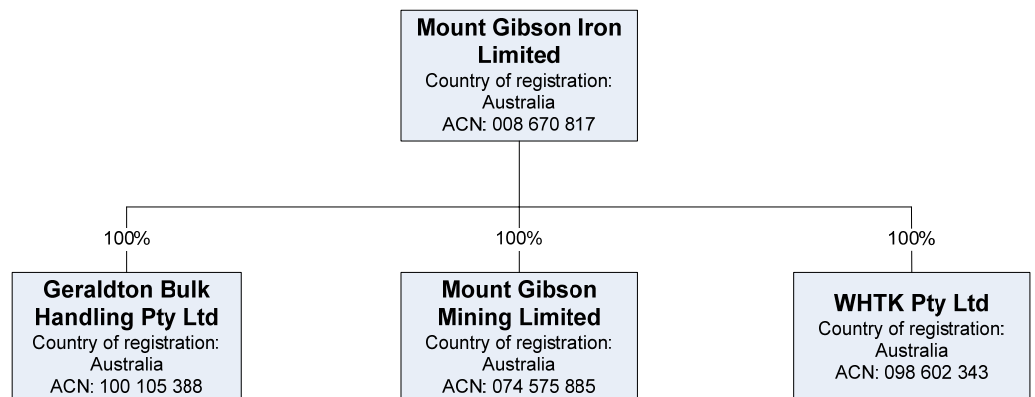 Mount Gibson Iron
Limited
Country of registration:
Australia
ACN: 008 670 817
100%
100%
100%
Geraldton Bulk
Handling Pty Ltd
Country of registration:
Australia
ACN: 100 105 388
Mount Gibson
Mining Limited
Country of registration:
Australia
ACN: 074 575 885
WHTK Pty Ltd
Country of registration:
Australia
ACN: 098 602 343